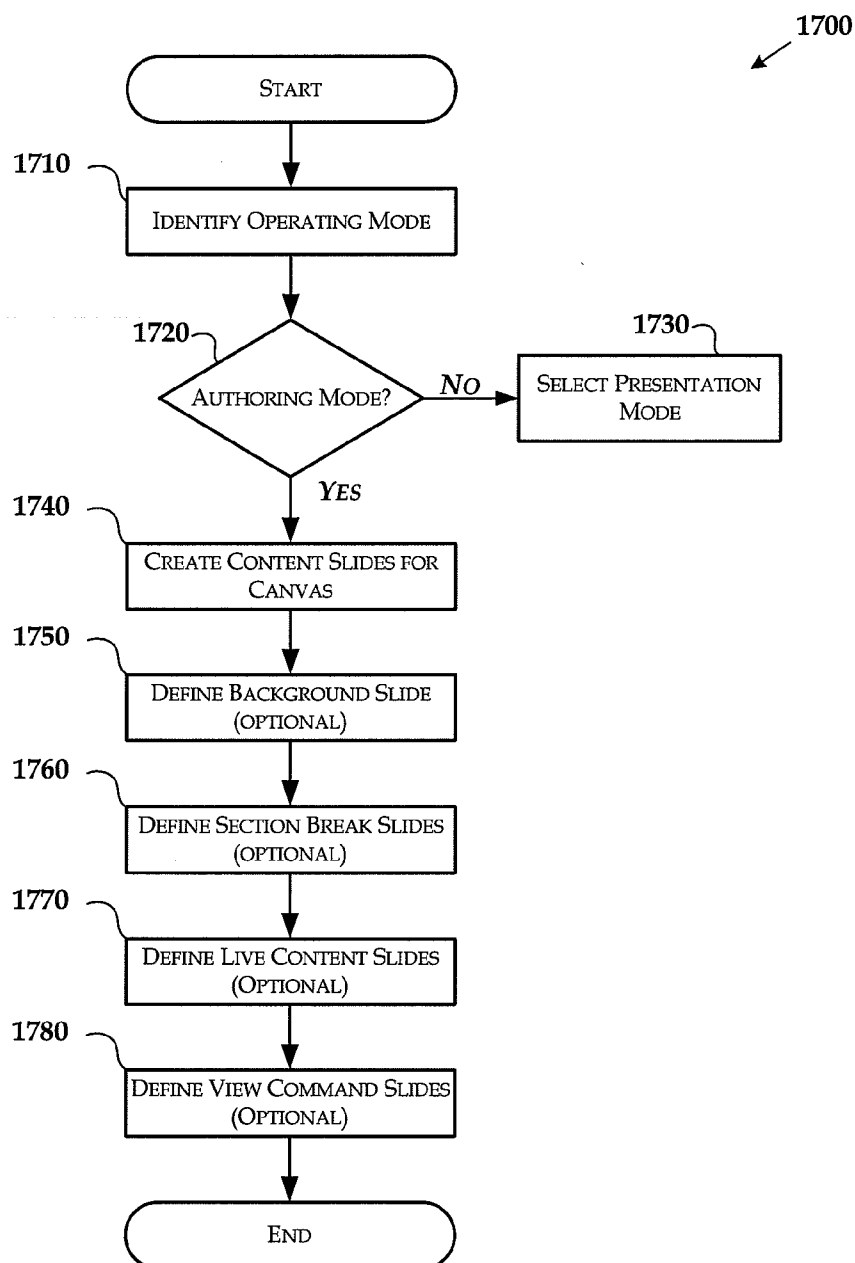 1700
START
1710
IDENTIFY OPERATING MODE
1720
AUTHORING MODE?
NO
1730
SELECT PRESENTATION
MODE
YES
1740
CREATE CONTENT SLIDES FOR
CANVAS
1750
DEFINE BACKGROUND SLIDE
(OPTIONAL)
1760
DEFINE SECTION BREAK SLIDES
(OPTIONAL)
1770
DEFINE LIVE CONTENT SLIDES
(OPTIONAL)
1780
DEFINE VIEW COMMAND SLIDES
(OPTIONAL)
END